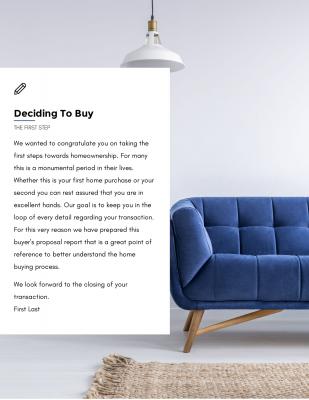 Deciding To Buy
THE FIRST STEP
We wanted to congratulate you on taking the
first steps towards homeownership. For many
this is a monumental period in their lives.
Whether this is your first home purchase or your
second you can rest assured that you are in
excellent hands. Our goal is to keep you in the
loop of every detail regarding your transaction.
For this very reason we have prepared this
buyer's proposal report that is a great point of
reference to better understand the home
buying process.
We look forward to the closing of your
transaction.
First Last